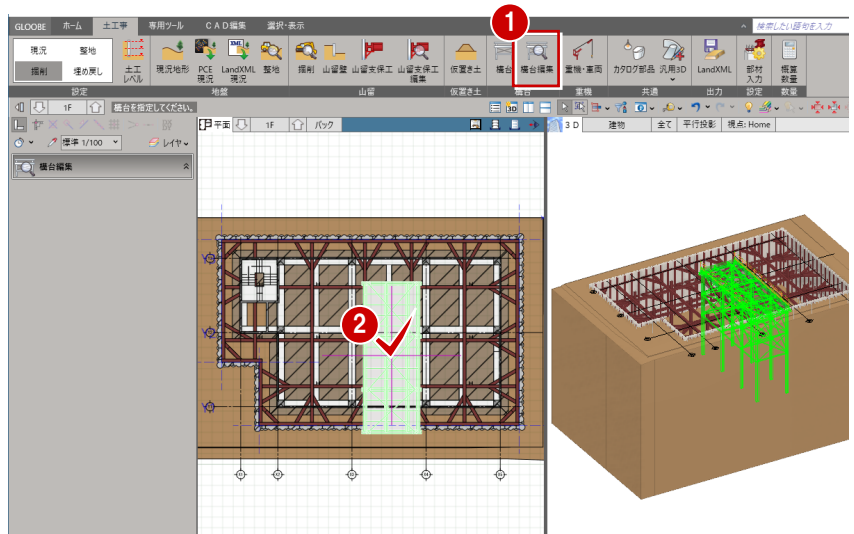 1
GLOOBE ホーム 土工事 専用ツール CAD編集 選択・表示 検索したい語句を入力
現況 整地 土工レベル 現況地形 PCE現況 LandXML現況 整地 掘削 山留壁 山留支保工 山留支保工編集 仮置き土 構台 構台編集 重機・車両 カタログ部品 汎用3D LandXML 部材入力 概算数量
掘削 埋め戻し
設定 地盤 山留 仮置き土 構台 重機 共通 出力 設定 数量
1F 構台を指定してください。
平面 1F バック 3D 建物 全て 平行投影 視点: Home
標準 1/100 レイヤ
構台編集
2